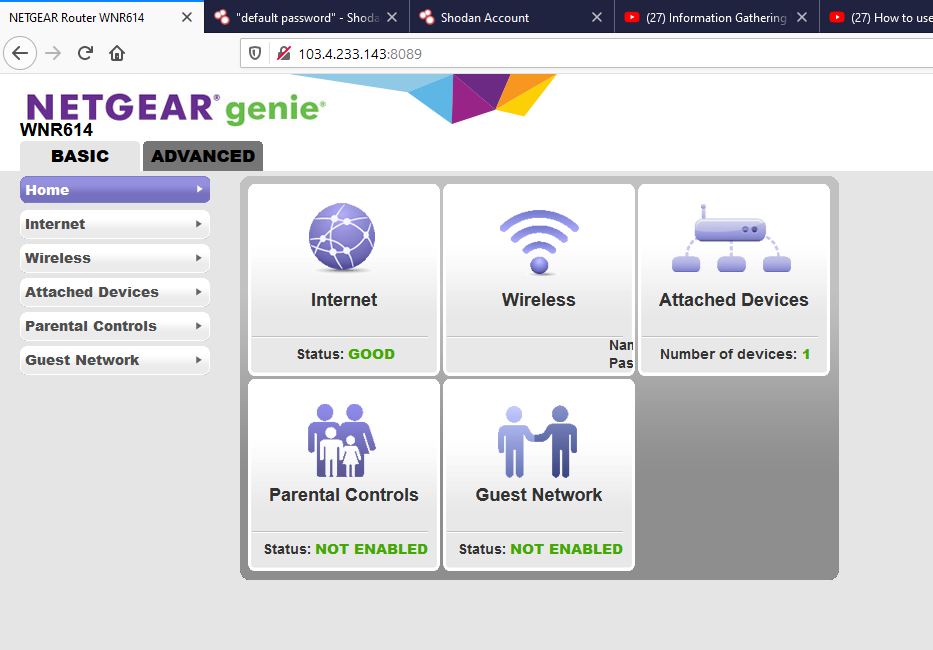 NETGEAR Router WNR614
"default password" - Shoda
Shodan Account
(27) Information Gathering
(27) How to use
103.4.233.143:8089
NETGEAR® genie®
WNR614
BASIC
ADVANCED
Home
Internet
Wireless
Attached Devices
Parental Controls
Guest Network
Internet
Status: GOOD
Wireless
Nan
Pas
Attached Devices
Number of devices: 1
Parental Controls
Status: NOT ENABLED
Guest Network
Status: NOT ENABLED